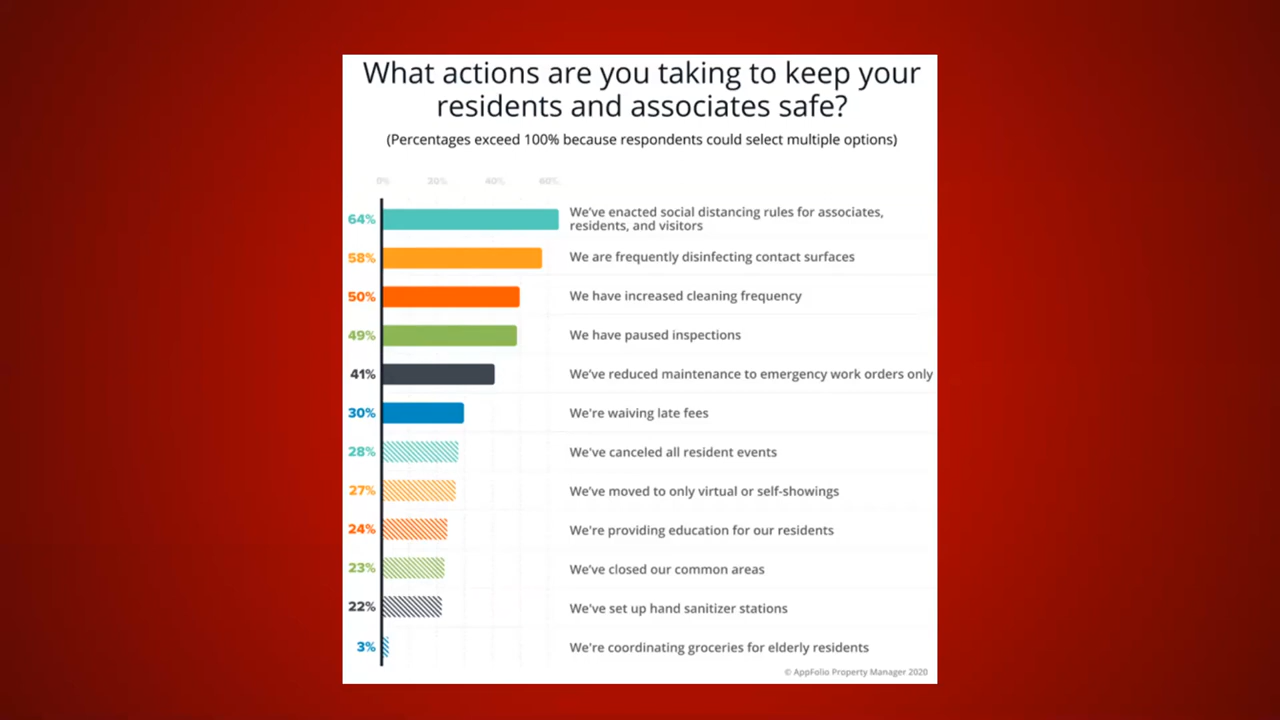 What actions are you taking to keep your
residents and associates safe?
(Percentages exceed 100% because respondents could select multiple options)
0% 20% 40% 60%
64% We've enacted social distancing rules for associates,
residents, and visitors
58% We are frequently disinfecting contact surfaces
50% We have increased cleaning frequency
49% We have paused inspections
41% We've reduced maintenance to emergency work orders only
30% We're waiving late fees
28% We've canceled all resident events
27% We've moved to only virtual or self-showings
24% We're providing education for our residents
23% We've closed our common areas
22% We've set up hand sanitizer stations
3% We're coordinating groceries for elderly residents
© AppFolio Property Manager 2020